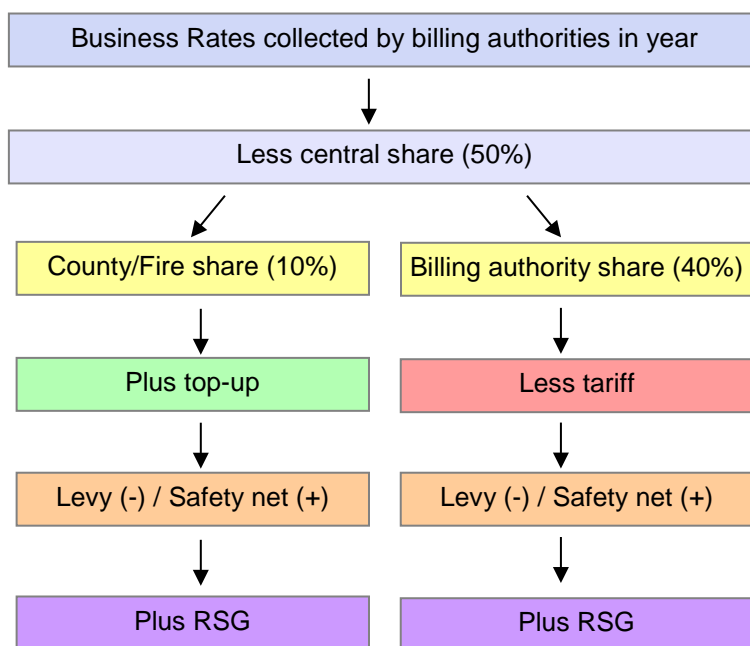 Business Rates collected by billing authorities in year
Less central share (50%)
County/Fire share (10%)
Billing authority share (40%)
Plus top-up
Less tariff
Levy (-) / Safety net (+)
Levy (-) / Safety net (+)
Plus RSG
Plus RSG